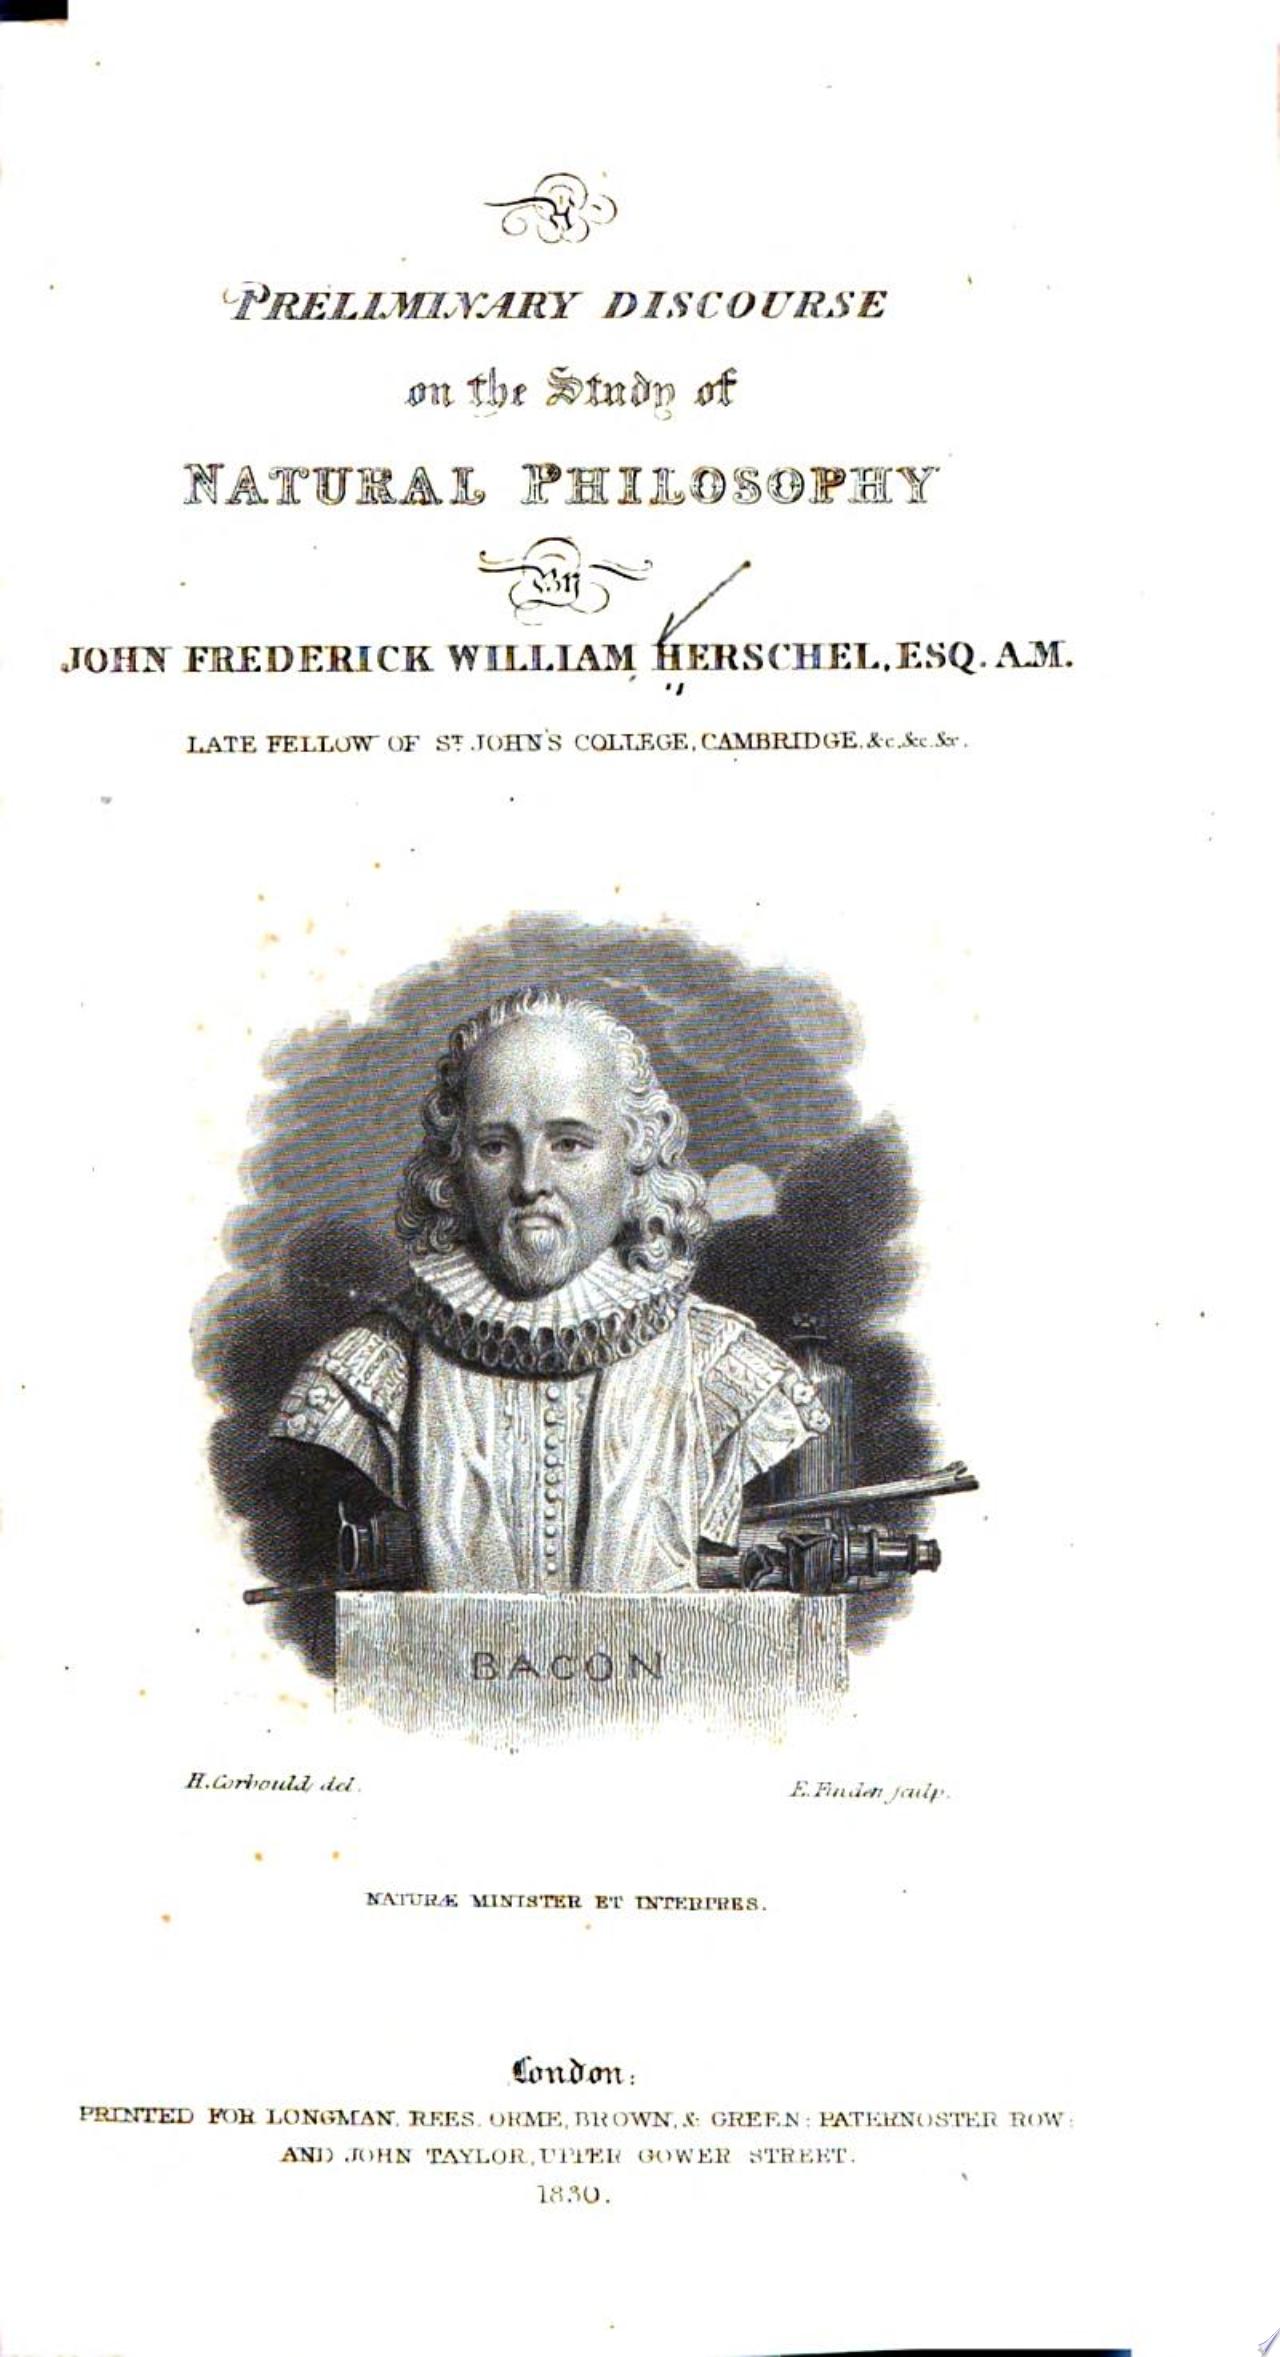 A
PRELIMINARY DISCOURSE
on the Study of
NATURAL PHILOSOPHY
By
JOHN FREDERICK WILLIAM HERSCHEL, ESQ. A.M.
LATE FELLOW OF ST. JOHN'S COLLEGE, CAMBRIDGE. &c. &c. &c.
BACON
H. Corbould del.
E. Finden sculp.
NATURÆ MINISTER ET INTERPRES.
London:
PRINTED FOR LONGMAN, REES, ORME, BROWN, & GREEN: PATERNOSTER ROW:
AND JOHN TAYLOR, UPPER GOWER STREET.
1830.